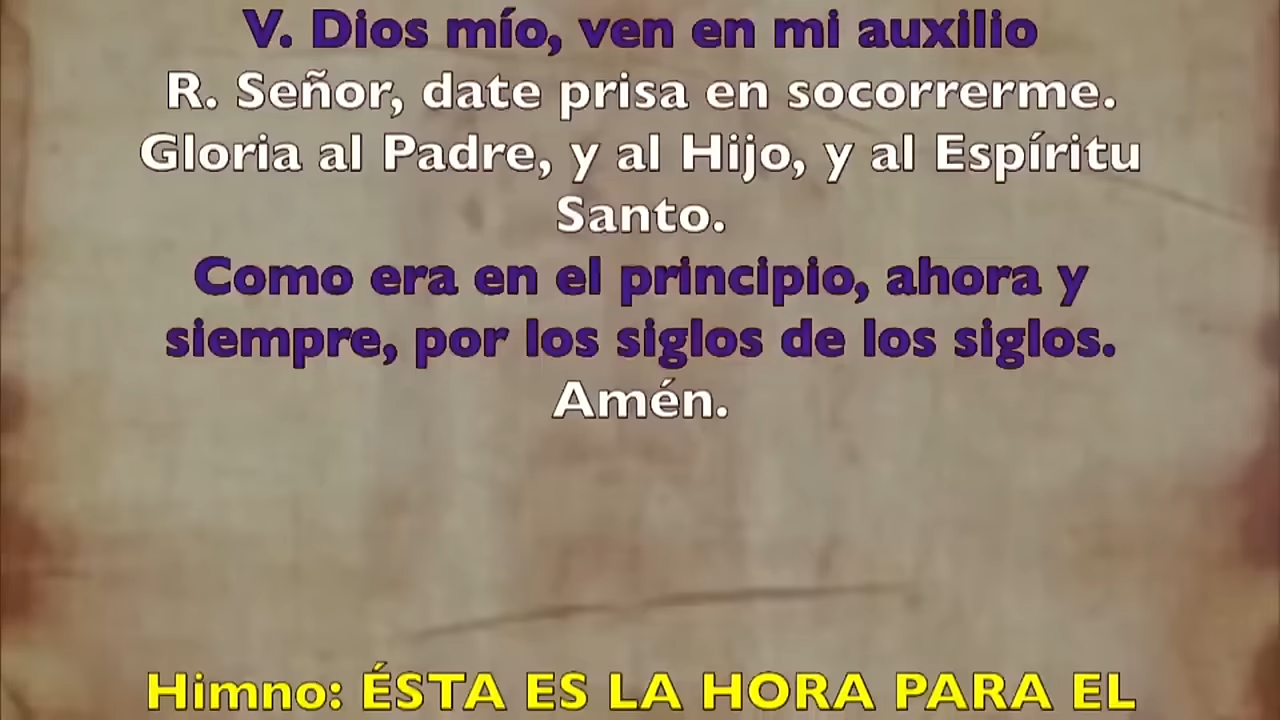 V. Dios mío, ven en mi auxilio
R. Señor, date prisa en socorrerme.
Gloria al Padre, y al Hijo, y al Espíritu
Santo.
Como era en el principio, ahora y
siempre, por los siglos de los siglos.
Amén.
Himno: ÉSTA ES LA HORA PARA EL